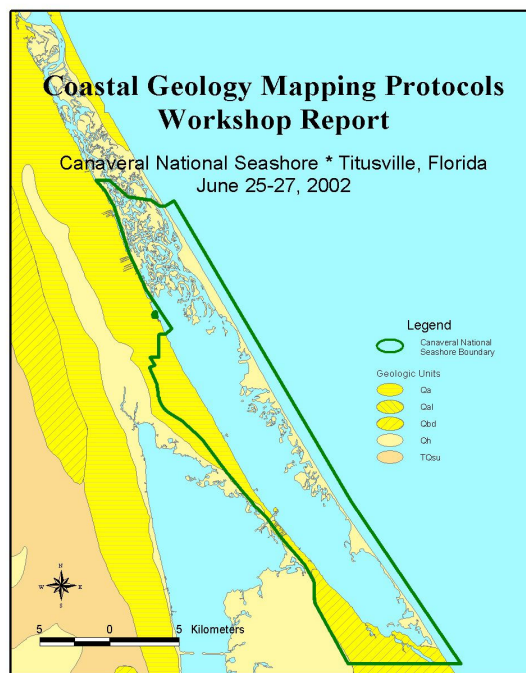 Coastal Geology Mapping Protocols
Workshop Report
Canaveral National Seashore * Titusville, Florida
June 25-27, 2002
Legend
Canaveral National
Seashore Boundary
Geologic Units
Qa
Qal
Qbd
Qh
TQsu
N
W E
S
5 0 5 Kilometers